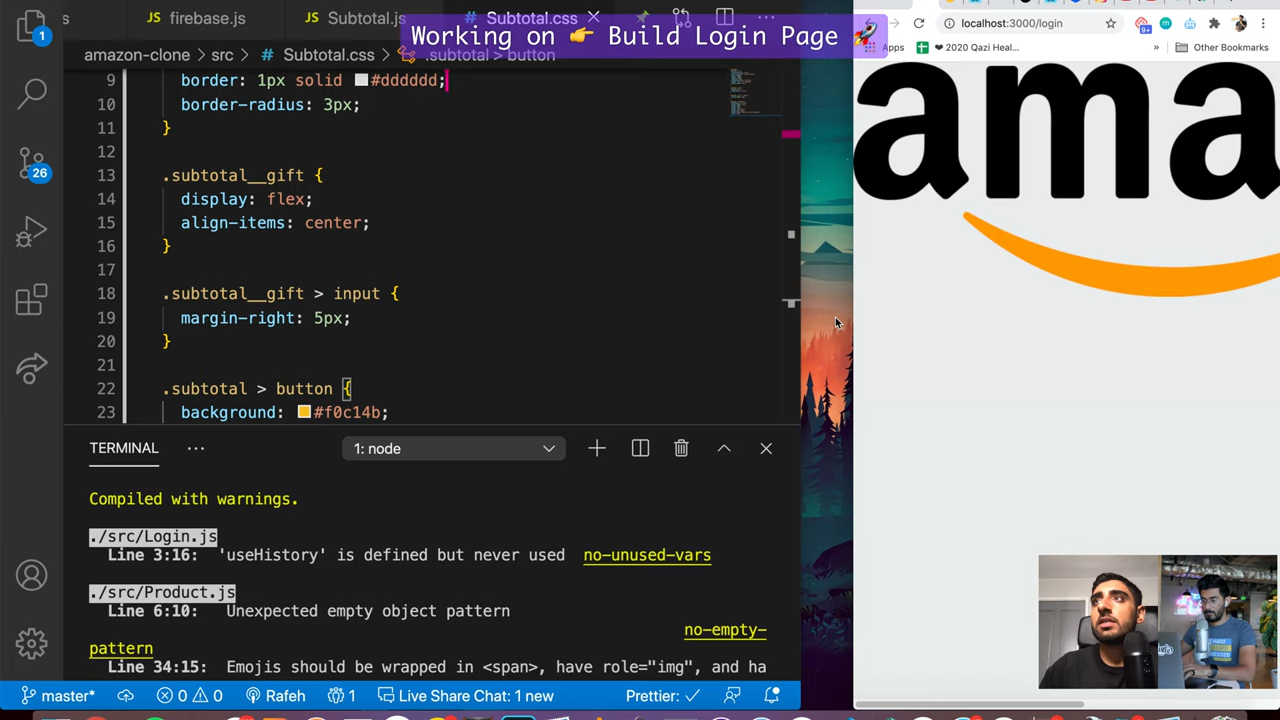 firebase.js
Subtotal.js
Subtotal.css
Working on 👉 Build Login Page 🚀
localhost:3000/login
amazon-clone > Subtotal.css > .subtotal > button
Apps
❤ 2020 Qazi Heal...
»
Other Bookmarks
1
26
9 border: 1px solid #dddddd;
10 border-radius: 3px;
11 }
12
13 .subtotal__gift {
14 display: flex;
15 align-items: center;
16 }
17
18 .subtotal__gift > input {
19 margin-right: 5px;
20 }
21
22 .subtotal > button {
23 background: #f0c14b;
ama
TERMINAL ... 1: node
Compiled with warnings.
./src/Login.js
Line 3:16: 'useHistory' is defined but never used no-unused-vars
./src/Product.js
Line 6:10: Unexpected empty object pattern
no-empty-
pattern
Line 34:15: Emojis should be wrapped in <span>, have role="img", and ha
master* 0 0 Rafeh 1 Live Share Chat: 1 new Prettier: ✓